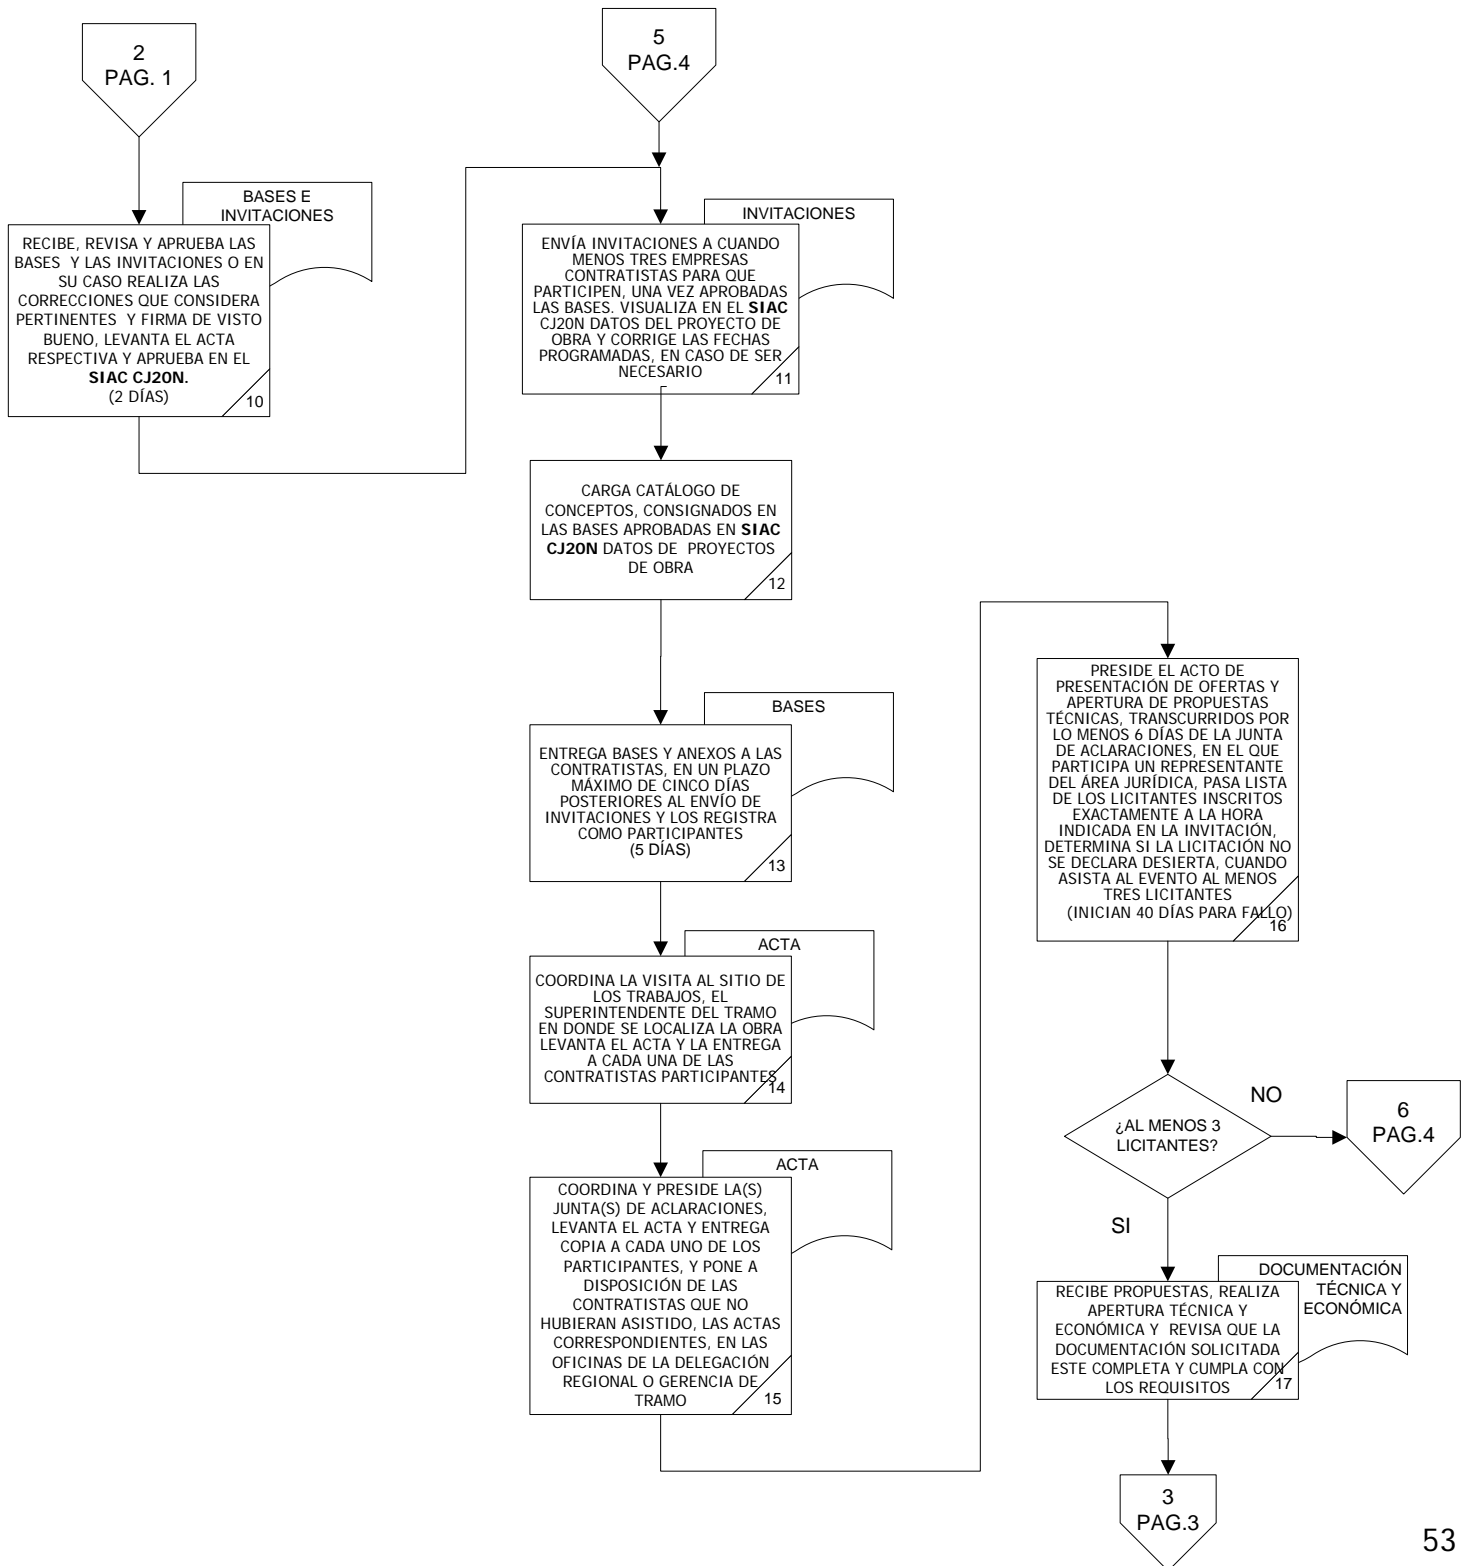 2
PAG. 1
BASES E
INVITACIONES
RECIBE, REVISA Y APRUEBA LAS
BASES Y LAS INVITACIONES O EN
SU CASO REALIZA LAS
CORRECCIONES QUE CONSIDERA
PERTINENTES Y FIRMA DE VISTO
BUENO, LEVANTA EL ACTA
RESPECTIVA Y APRUEBA EN EL
SIAC CJ20N.
(2 DÍAS)
10
5
PAG.4
INVITACIONES
ENVÍA INVITACIONES A CUANDO
MENOS TRES EMPRESAS
CONTRATISTAS PARA QUE
PARTICIPEN, UNA VEZ APROBADAS
LAS BASES. VISUALIZA EN EL SIAC
CJ20N DATOS DEL PROYECTO DE
OBRA Y CORRIGE LAS FECHAS
PROGRAMADAS, EN CASO DE SER
NECESARIO
11
CARGA CATÁLOGO DE
CONCEPTOS, CONSIGNADOS EN
LAS BASES APROBADAS EN SIAC
CJ20N DATOS DE PROYECTOS
DE OBRA
12
BASES
ENTREGA BASES Y ANEXOS A LAS
CONTRATISTAS, EN UN PLAZO
MÁXIMO DE CINCO DÍAS
POSTERIORES AL ENVÍO DE
INVITACIONES Y LOS REGISTRA
COMO PARTICIPANTES
(5 DÍAS)
13
ACTA
COORDINA LA VISITA AL SITIO DE
LOS TRABAJOS, EL
SUPERINTENDENTE DEL TRAMO
EN DONDE SE LOCALIZA LA OBRA
LEVANTA EL ACTA Y LA ENTREGA
A CADA UNA DE LAS
CONTRATISTAS PARTICIPANTES
14
ACTA
COORDINA Y PRESIDE LA(S)
JUNTA(S) DE ACLARACIONES,
LEVANTA EL ACTA Y ENTREGA
COPIA A CADA UNO DE LOS
PARTICIPANTES, Y PONE A
DISPOSICIÓN DE LAS
CONTRATISTAS QUE NO
HUBIERAN ASISTIDO, LAS ACTAS
CORRESPONDIENTES, EN LAS
OFICINAS DE LA DELEGACIÓN
REGIONAL O GERENCIA DE
TRAMO
15
PRESIDE EL ACTO DE
PRESENTACIÓN DE OFERTAS Y
APERTURA DE PROPUESTAS
TÉCNICAS, TRANSCURRIDOS POR
LO MENOS 6 DÍAS DE LA JUNTA
DE ACLARACIONES, EN EL QUE
PARTICIPA UN REPRESENTANTE
DEL ÁREA JURÍDICA, PASA LISTA
DE LOS LICITANTES INSCRITOS
EXACTAMENTE A LA HORA
INDICADA EN LA INVITACIÓN,
DETERMINA SI LA LICITACIÓN NO
SE DECLARA DESIERTA, CUANDO
ASISTA AL EVENTO AL MENOS
TRES LICITANTES
(INICIAN 40 DÍAS PARA FALLO)
16
¿AL MENOS 3
LICITANTES?
NO
6
PAG.4
SI
DOCUMENTACIÓN
TÉCNICA Y
ECONÓMICA
RECIBE PROPUESTAS, REALIZA
APERTURA TÉCNICA Y
ECONÓMICA Y REVISA QUE LA
DOCUMENTACIÓN SOLICITADA
ESTE COMPLETA Y CUMPLA CON
LOS REQUISITOS
17
3
PAG.3
53